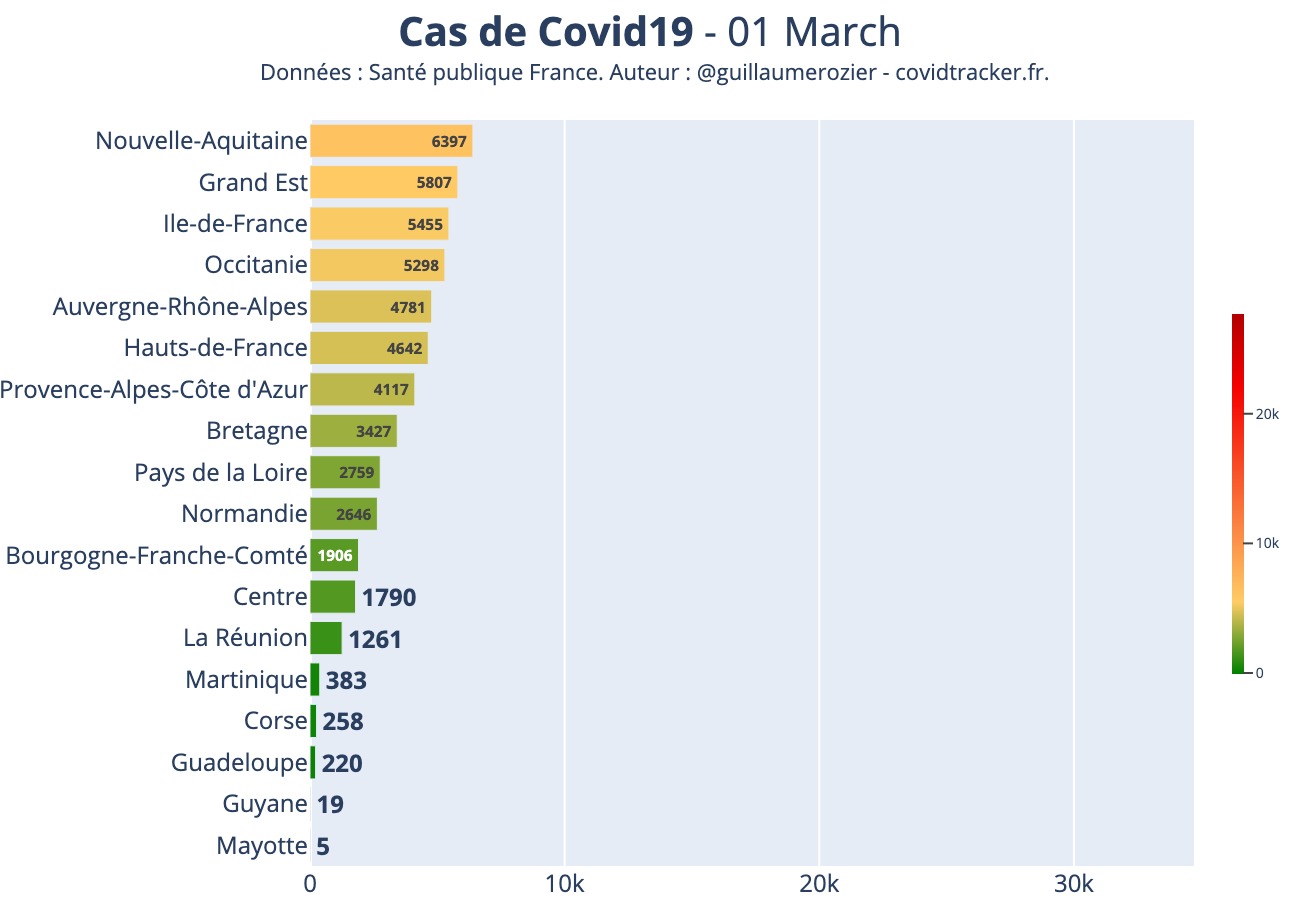 Cas de Covid19 - 01 March
Données : Santé publique France. Auteur : @guillaumerozier - covidtracker.fr.
Nouvelle-Aquitaine 6397
Grand Est 5807
Ile-de-France 5455
Occitanie 5298
Auvergne-Rhône-Alpes 4781
Hauts-de-France 4642
Provence-Alpes-Côte d'Azur 4117
Bretagne 3427
Pays de la Loire 2759
Normandie 2646
Bourgogne-Franche-Comté 1906
Centre 1790
La Réunion 1261
Martinique 383
Corse 258
Guadeloupe 220
Guyane 19
Mayotte 5
0 10k 20k 30k
20k
10k
0